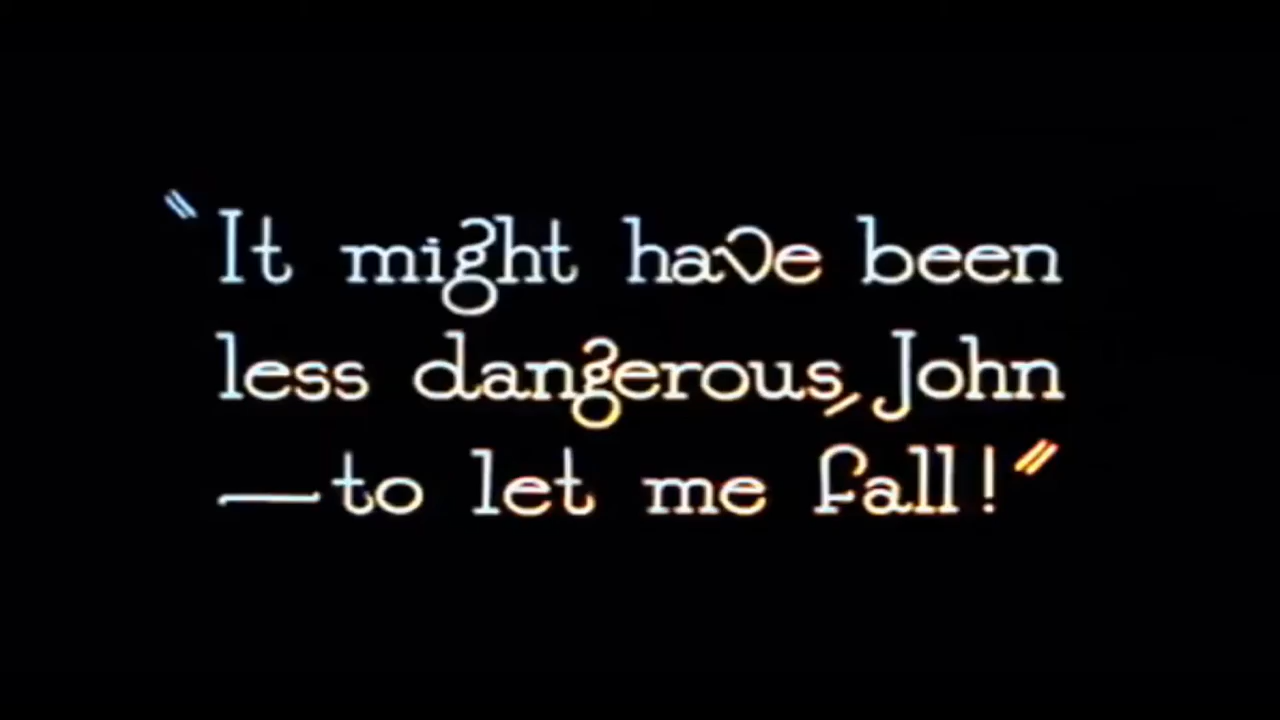 "It might have been
less dangerous, John
—to let me fall!"